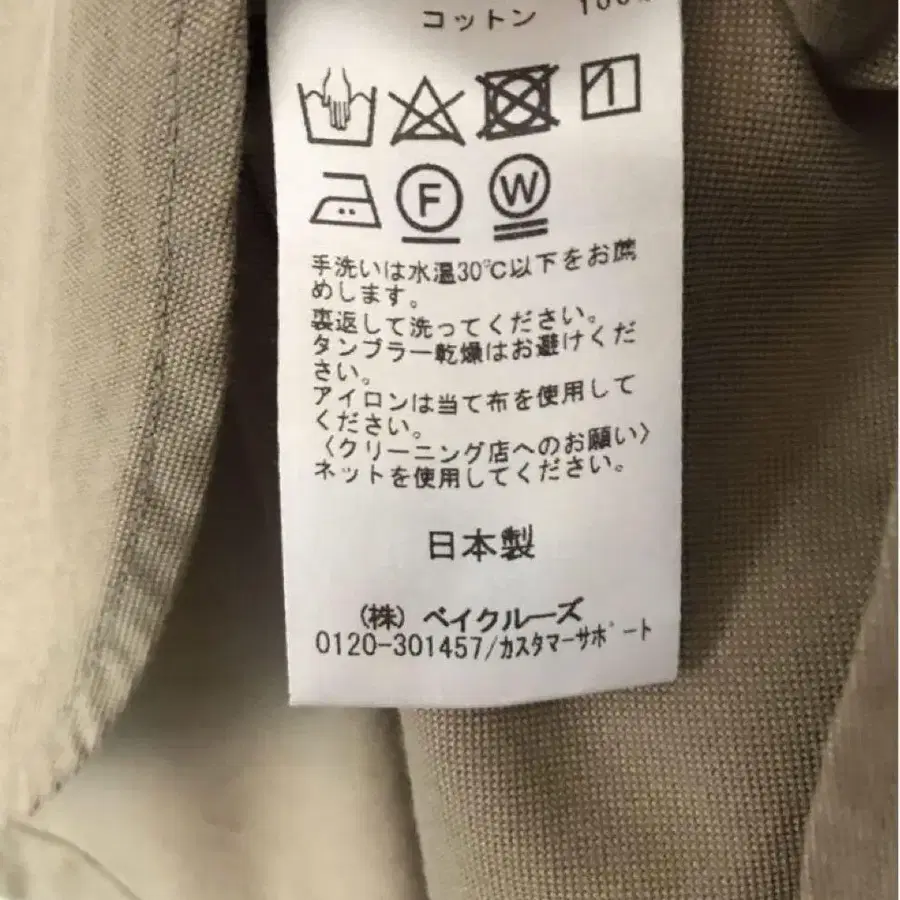 コットン 100%
F
W
手洗いは水温30℃以下をお薦
めします。
裏返して洗ってください。
タンブラー乾燥はお避けくだ
さい。
アイロンは当て布を使用して
ください。
〈クリーニング店へのお願い〉
ネットを使用してください。
日本製
(株) ベイクルーズ
0120-301457/カスタマーサポート